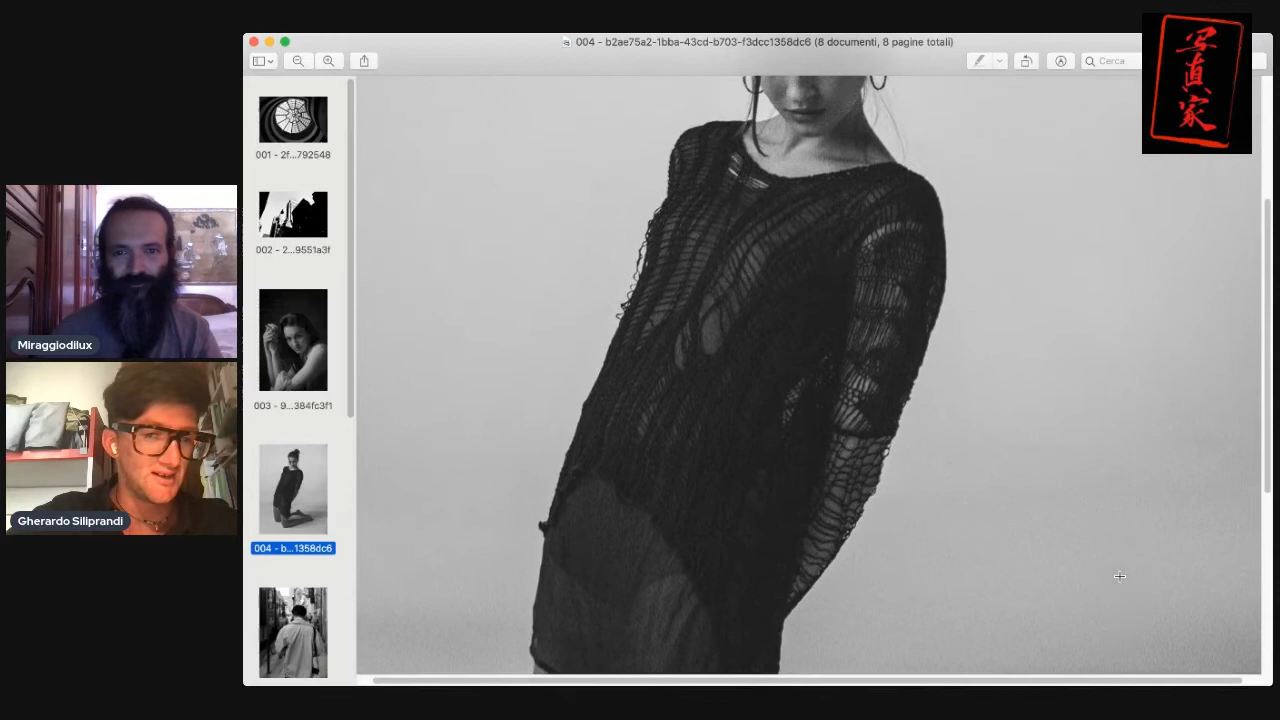 004 - b2ae75a2-1bba-43cd-b703-f3dcc1358dc6 (8 documenti, 8 pagine totali)
Cerca
写真家
001 - 2f...792548
002 - 2...9551a3f
003 - 9...384fc3f1
004 - b...1358dc6
Miraggiodilux
Gherardo Siliprandi